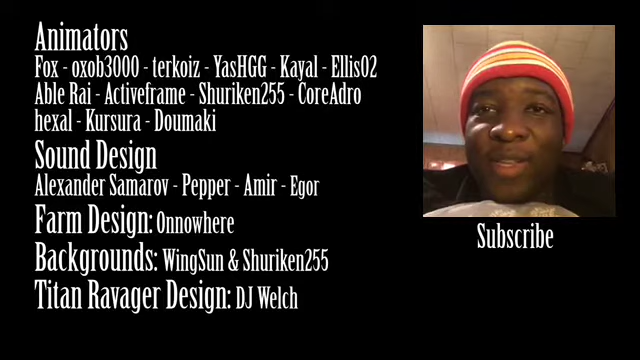 Animators
Fox - oxob3000 - terkoiz - YasHGG - Kayal - Ellis02
Able Rai - Activeframe - Shuriken255 - CoreAdro
hexal - Kursura - Doumaki
Sound Design
Alexander Samarov - Pepper - Amir - Egor
Farm Design: Onnowhere
Backgrounds: WingSun & Shuriken255
Titan Ravager Design: DJ Welch
Subscribe